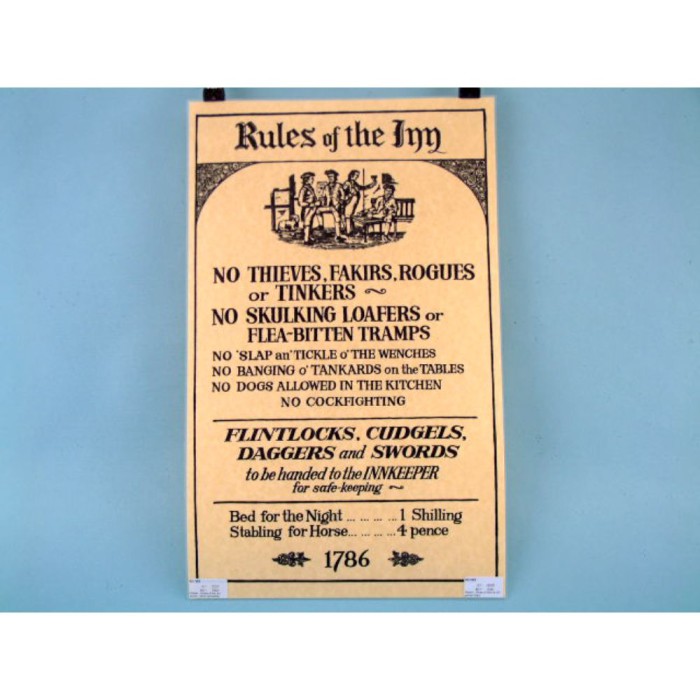 Rules of the Inn
NO THIEVES, FAKIRS, ROGUES
or TINKERS ~
NO SKULKING LOAFERS or
FLEA-BITTEN TRAMPS
NO 'SLAP an' TICKLE o' THE WENCHES
NO BANGING o' TANKARDS on the TABLES
NO DOGS ALLOWED IN THE KITCHEN
NO COCKFIGHTING
FLINTLOCKS, CUDGELS,
DAGGERS and SWORDS
to be handed to the INNKEEPER
for safe-keeping ~
Bed for the Night ... ... ... ... 1 Shilling
Stabling for Horse... ... ... ... 4 pence
1786